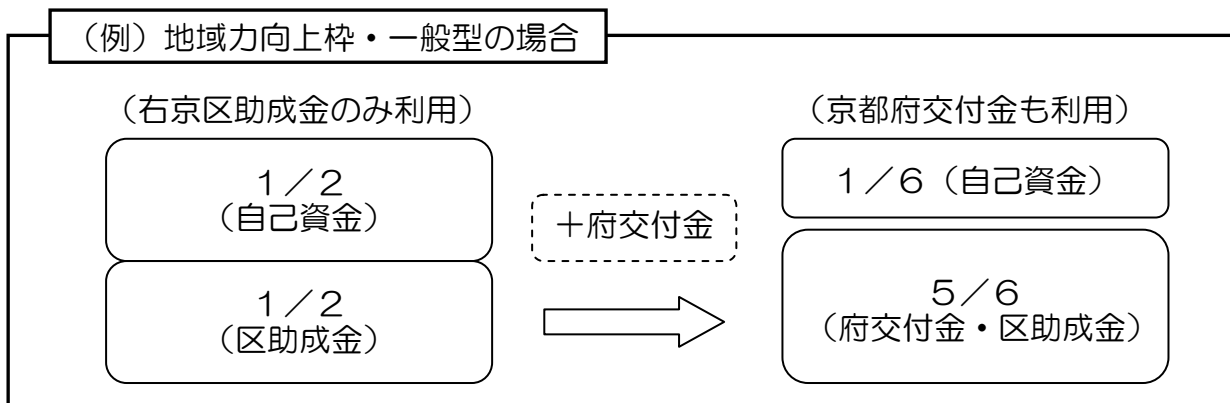 （例）地域力向上枠・一般型の場合
（右京区助成金のみ利用）
１／２
（自己資金）
１／２
（区助成金）
＋府交付金
（京都府交付金も利用）
１／６（自己資金）
５／６
（府交付金・区助成金）